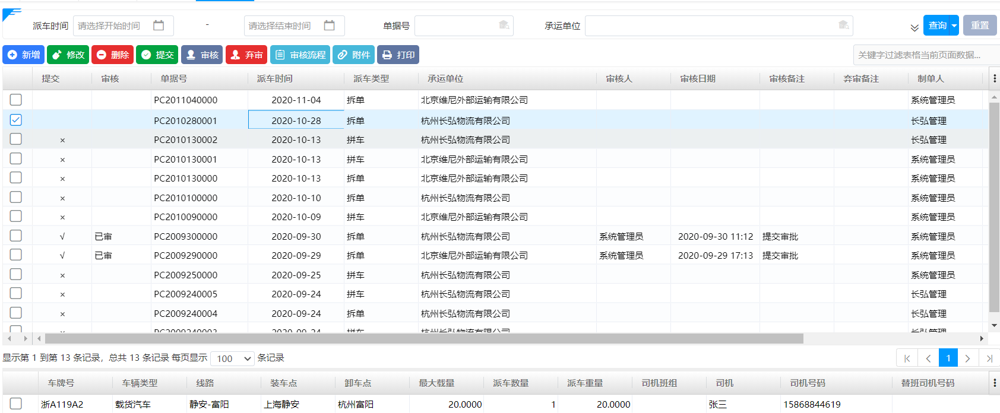 派车时间 请选择开始时间 - 请选择结束时间 单据号 承运单位 查询 重置
新增 修改 删除 提交 审核 弃审 审核流程 附件 打印 关键字过滤表格当前页面数据...
提交 审核 单据号 派车时间 派车类型 承运单位 审核人 审核日期 审核备注 弃审备注 制单人
PC2011040000 2020-11-04 拆单 北京维尼外部运输有限公司 系统管理员
PC2010280001 2020-10-28 拆单 杭州长弘物流有限公司 长弘管理
× PC2010130002 2020-10-13 拼车 杭州长弘物流有限公司 长弘管理
× PC2010130001 2020-10-13 拼车 北京维尼外部运输有限公司 系统管理员
× PC2010130000 2020-10-13 拆单 北京维尼外部运输有限公司 系统管理员
× PC2010100000 2020-10-10 拆单 杭州长弘物流有限公司 系统管理员
× PC2010090000 2020-10-09 拼车 北京维尼外部运输有限公司 系统管理员
√ 已审 PC2009300000 2020-09-30 拆单 杭州长弘物流有限公司 系统管理员 2020-09-30 11:12 提交审批 系统管理员
√ 已审 PC2009290000 2020-09-29 拆单 北京维尼外部运输有限公司 系统管理员 2020-09-29 17:13 提交审批 系统管理员
× PC2009250000 2020-09-25 拼车 杭州长弘物流有限公司 系统管理员
× PC2009240005 2020-09-24 拼车 杭州长弘物流有限公司 长弘管理
× PC2009240004 2020-09-24 拆单 杭州长弘物流有限公司 长弘管理
× PC2009240003 2020-09-24 拼车 杭州长弘物流有限公司 长弘管理
显示第 1 到第 13 条记录，总共 13 条记录 每页显示 100 条记录 1
车牌号 车辆类型 线路 装车点 卸车点 最大载量 派车数量 派车重量 司机班组 司机 司机号码 替班司机号码
浙A119A2 载货汽车 静安-富阳 上海静安 杭州富阳 20.0000 1 20.0000 张三 15868844619